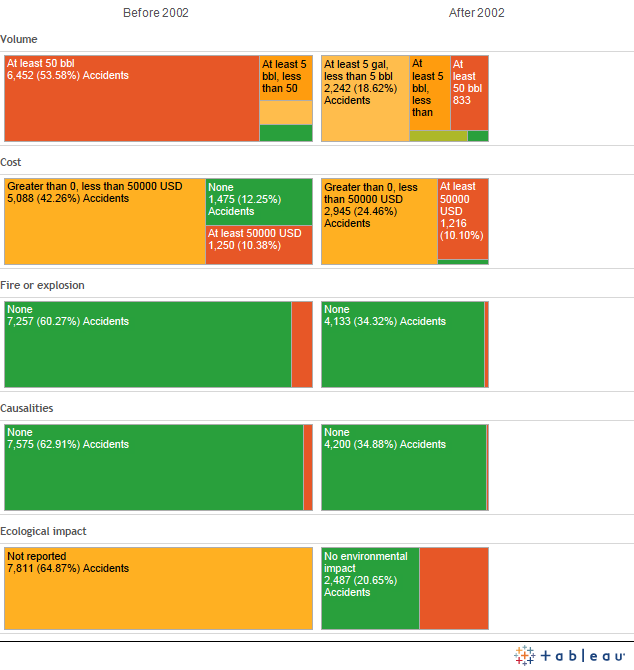 Before 2002
After 2002
Volume
At least 50 bbl
6,452 (53.58%) Accidents
At least 5
bbl, less
than 50
At least 5 gal,
less than 5 bbl
2,242 (18.62%)
Accidents
At least
5 bbl,
less
than
At
least
50 bbl
833
Cost
Greater than 0, less than 50000 USD
5,088 (42.26%) Accidents
None
1,475 (12.25%)
Accidents
At least 50000 USD
1,250 (10.38%)
Greater than 0, less
than 50000 USD
2,945 (24.46%)
Accidents
At least
50000
USD
1,216
(10.10%)
Fire or explosion
None
7,257 (60.27%) Accidents
None
4,133 (34.32%) Accidents
Causalities
None
7,575 (62.91%) Accidents
None
4,200 (34.88%) Accidents
Ecological impact
Not reported
7,811 (64.87%) Accidents
No environmental
impact
2,487 (20.65%)
Accidents
+ableau